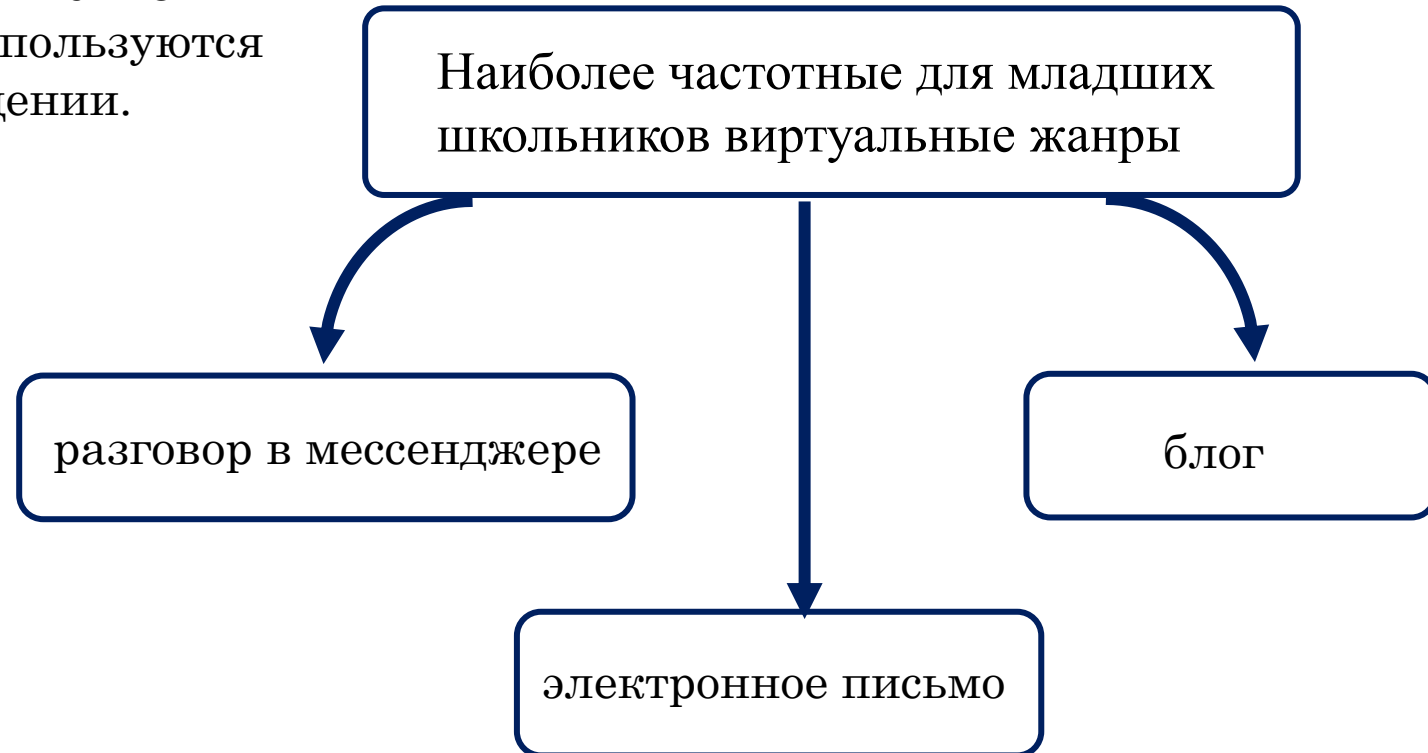 пользуются
дении.
Наиболее частотные для младших
школьников виртуальные жанры
разговор в мессенджере
блог
электронное письмо